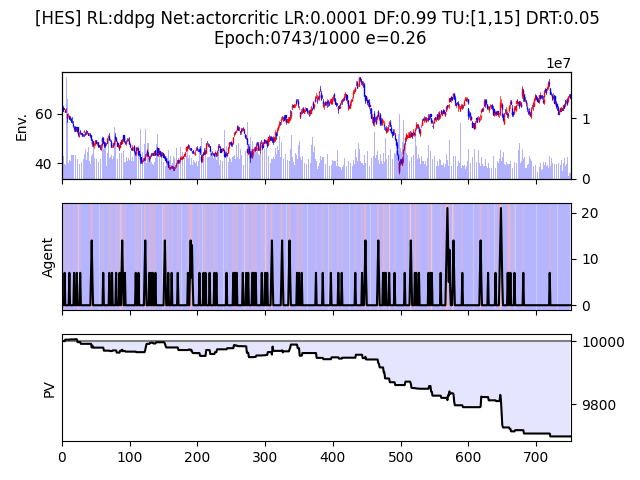 [HES] RL:ddpg Net:actorcritic LR:0.0001 DF:0.99 TU:[1,15] DRT:0.05
Epoch:0743/1000 e=0.26
1e7
Env.
60
40
1
0
Agent
20
10
0
PV
10000
9800
0 100 200 300 400 500 600 700